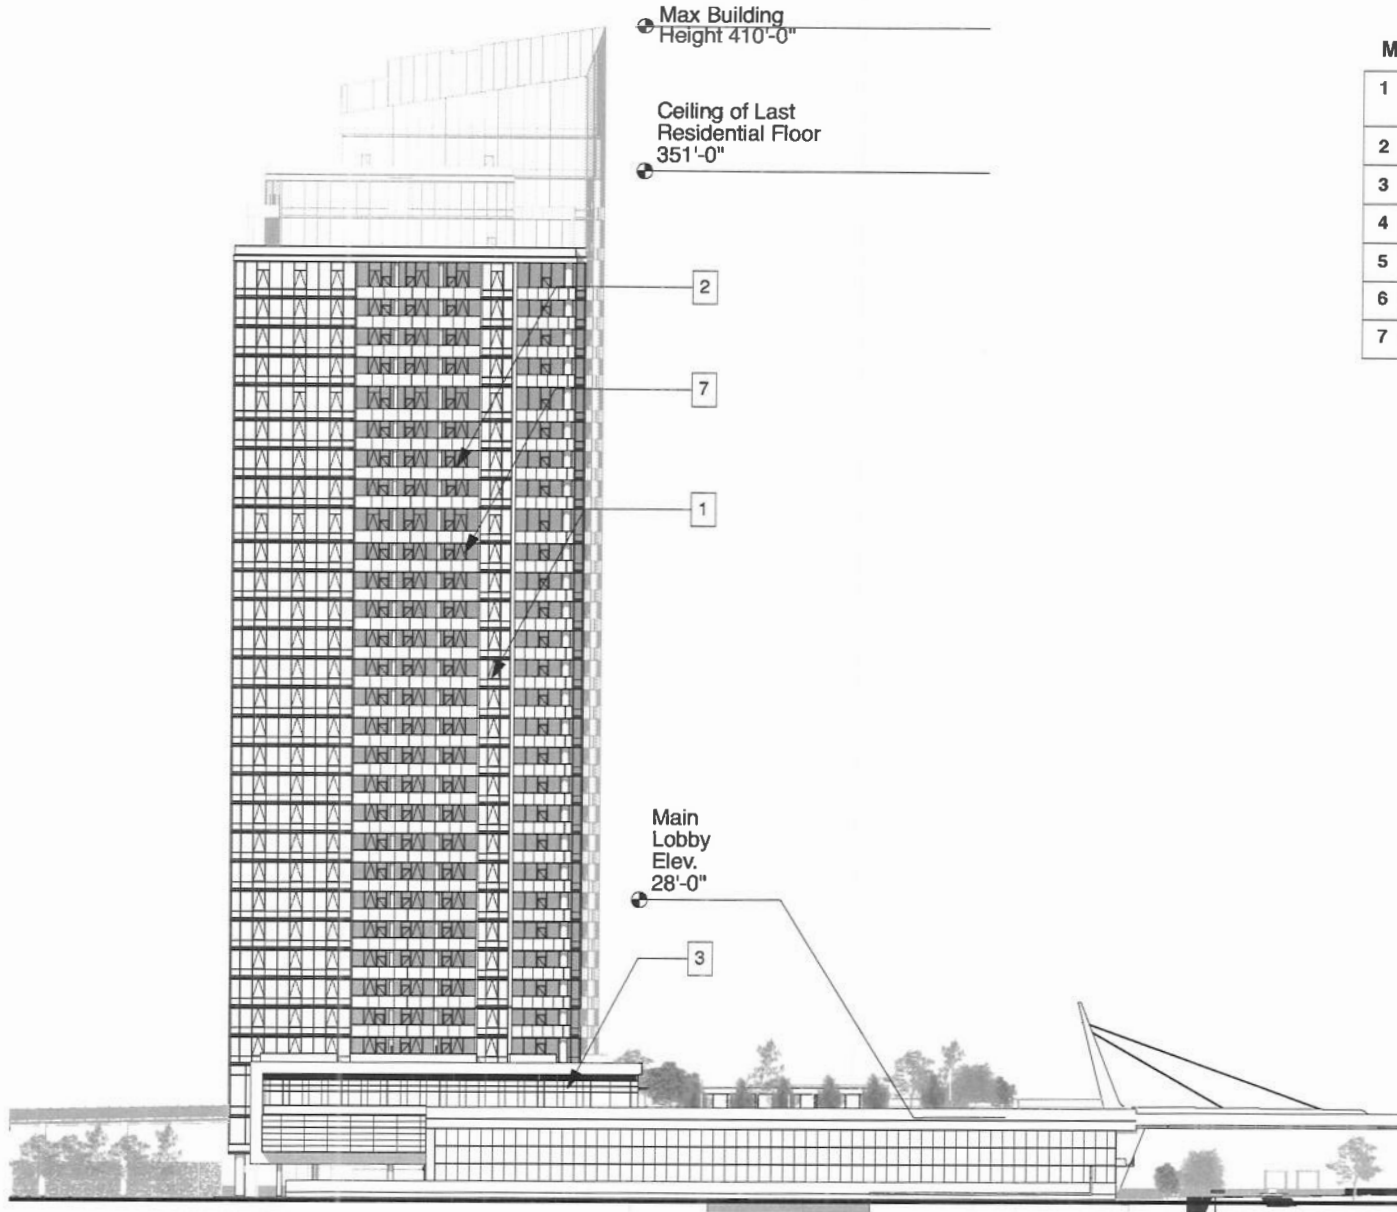 Max Building
Height 410'-0"
Ceiling of Last
Residential Floor
351'-0"
M
1
2
3
4
5
6
7
2
7
1
Main
Lobby
Elev.
28'-0"
3